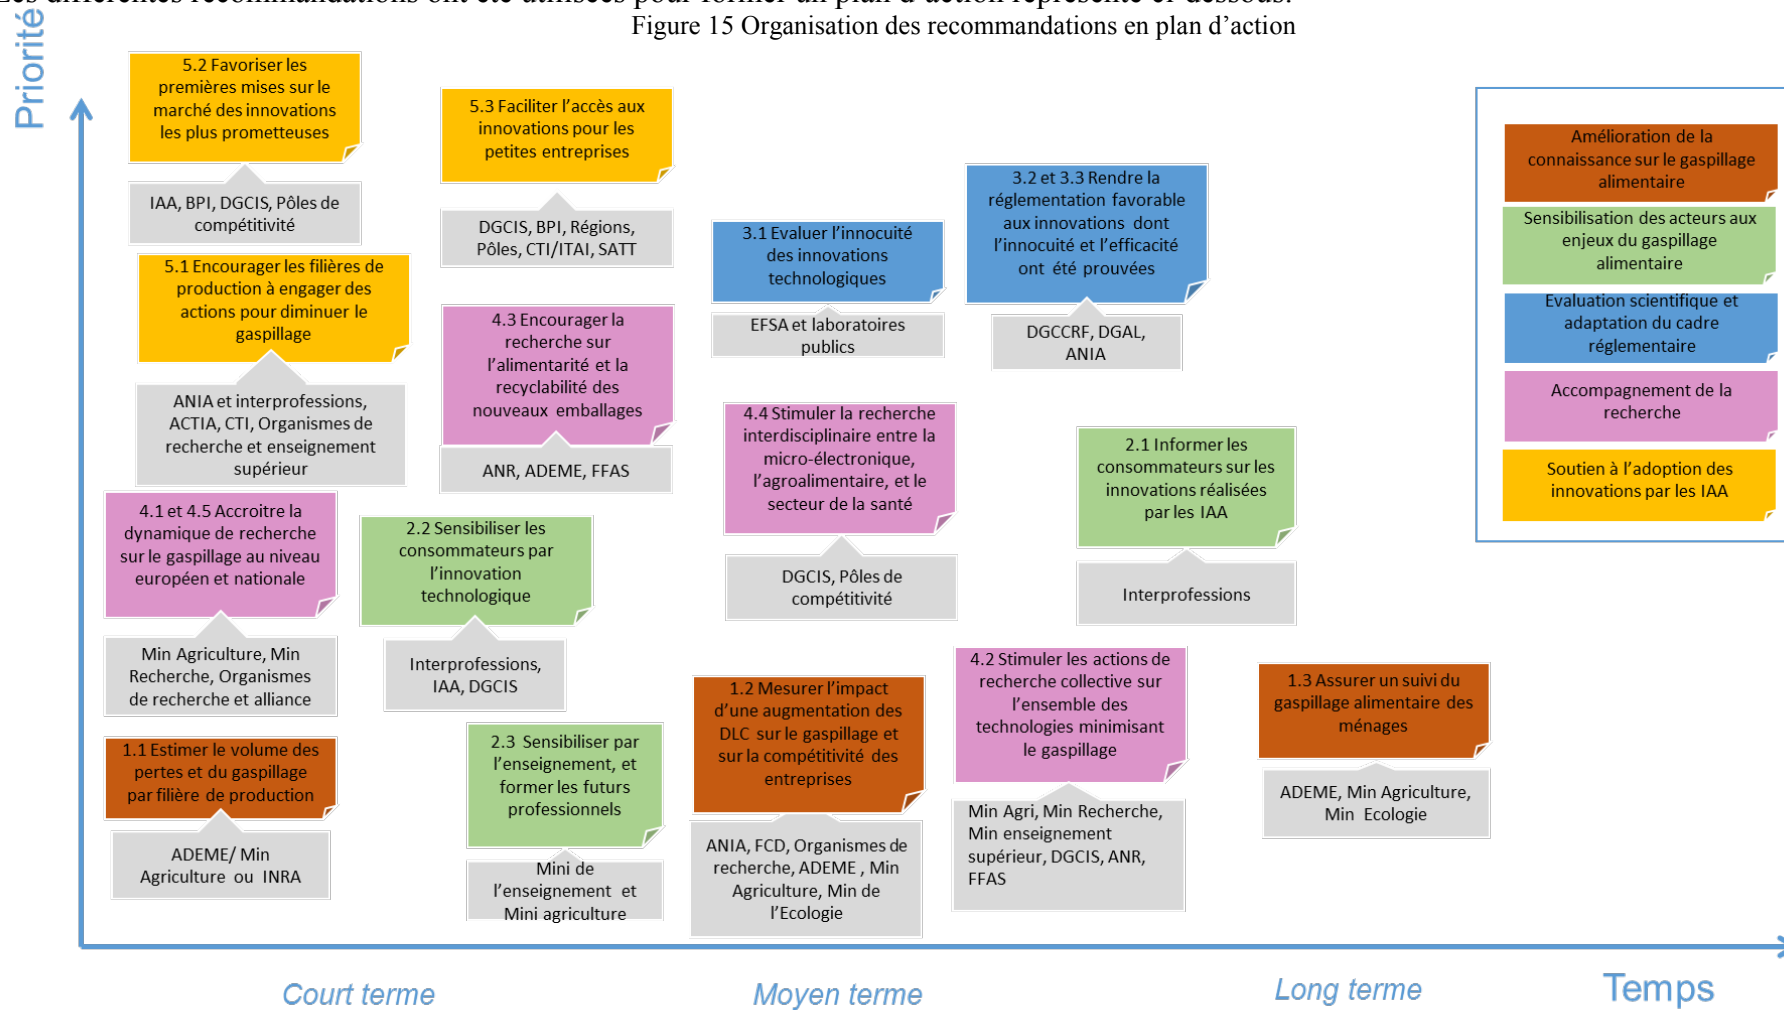 Les différentes recommandations ont été utilisées pour former un plan d'action représenté ci-dessous.
Figure 15 Organisation des recommandations en plan d'action
Priorité
5.2 Favoriser les
premières mises sur le
marché des innovations
les plus prometteuses
IAA, BPI, DGCIS, Pôles de
compétitivité
5.3 Faciliter l'accès aux
innovations pour les
petites entreprises
DGCIS, BPI, Régions,
Pôles, CTI/ITAI, SATT
5.1 Encourager les filières de
production à engager des
actions pour diminuer le
gaspillage
ANIA et interprofessions,
ACTIA, CTI, Organismes de
recherche et enseignement
supérieur
4.3 Encourager la
recherche sur
l'alimentarité et la
recyclabilité des
nouveaux emballages
ANR, ADEME, FFAS
3.1 Evaluer l'innocuité
des innovations
technologiques
EFSA et laboratoires
publics
3.2 et 3.3 Rendre la
réglementation favorable
aux innovations dont
l'innocuité et l'efficacité
ont été prouvées
DGCCRF, DGAL,
ANIA
4.4 Stimuler la recherche
interdisciplinaire entre la
micro-électronique,
l'agroalimentaire, et le
secteur de la santé
DGCIS, Pôles de
compétitivité
2.1 Informer les
consommateurs sur les
innovations réalisées
par les IAA
Interprofessions
4.1 et 4.5 Accroitre la
dynamique de recherche
sur le gaspillage au niveau
européen et nationale
Min Agriculture, Min
Recherche, Organismes
de recherche et alliance
2.2 Sensibiliser les
consommateurs par
l'innovation
technologique
Interprofessions,
IAA, DGCIS
1.1 Estimer le volume des
pertes et du gaspillage
par filière de production
ADEME/ Min
Agriculture ou INRA
2.3 Sensibiliser par
l'enseignement, et
former les futurs
professionnels
Mini de
l'enseignement et
Mini agriculture
1.2 Mesurer l'impact
d'une augmentation des
DLC sur le gaspillage et
sur la compétitivité des
entreprises
ANIA, FCD, Organismes de
recherche, ADEME , Min
Agriculture, Min de
l'Ecologie
4.2 Stimuler les actions de
recherche collective sur
l'ensemble des
technologies minimisant
le gaspillage
Min Agri, Min Recherche,
Min enseignement
supérieur, DGCIS, ANR,
FFAS
1.3 Assurer un suivi du
gaspillage alimentaire des
ménages
ADEME, Min Agriculture,
Min Ecologie
Amélioration de la
connaissance sur le gaspillage
alimentaire
Sensibilisation des acteurs aux
enjeux du gaspillage
alimentaire
Evaluation scientifique et
adaptation du cadre
réglementaire
Accompagnement de la
recherche
Soutien à l'adoption des
innovations par les IAA
Court terme
Moyen terme
Long terme
Temps